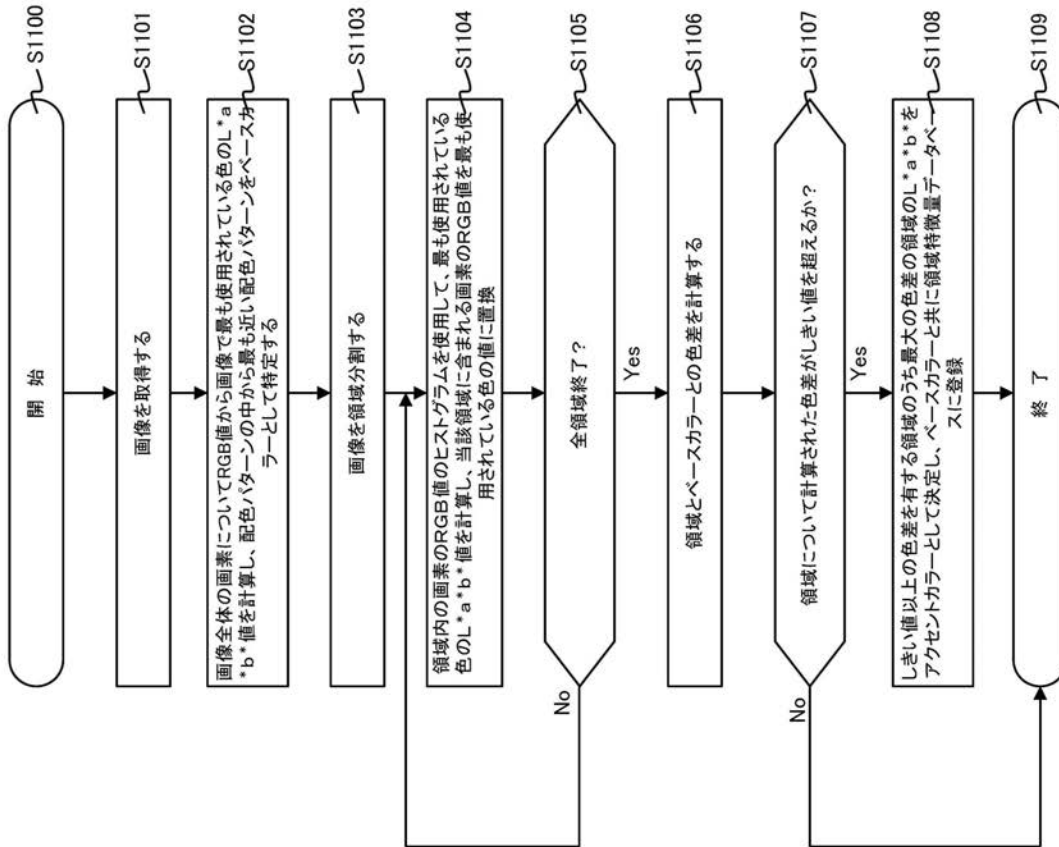 開 始
S1100
画像を取得する
S1101
画像全体の画素についてRGB値から画像で最も使用されている色のL*a
*b*値を計算し、配色パターンの中から最も近い配色パターンをベースカ
ラーとして特定する
S1102
画像を領域分割する
S1103
領域内の画素のRGB値のヒストグラムを使用して、最も使用されている
色のL*a*b*値を計算し、当該領域に含まれる画素のRGB値を最も使
用されている色の値に置換
S1104
全領域終了?
S1105
No
Yes
領域とベースカラーとの色差を計算する
S1106
領域について計算された色差がしきい値を超えるか?
S1107
No
Yes
しきい値以上の色差を有する領域のうち最大の色差の領域のL*a*b*を
アクセントカラーとして決定し、ベースカラーと共に領域特徴量データベー
スに登録
S1108
終 了
S1109